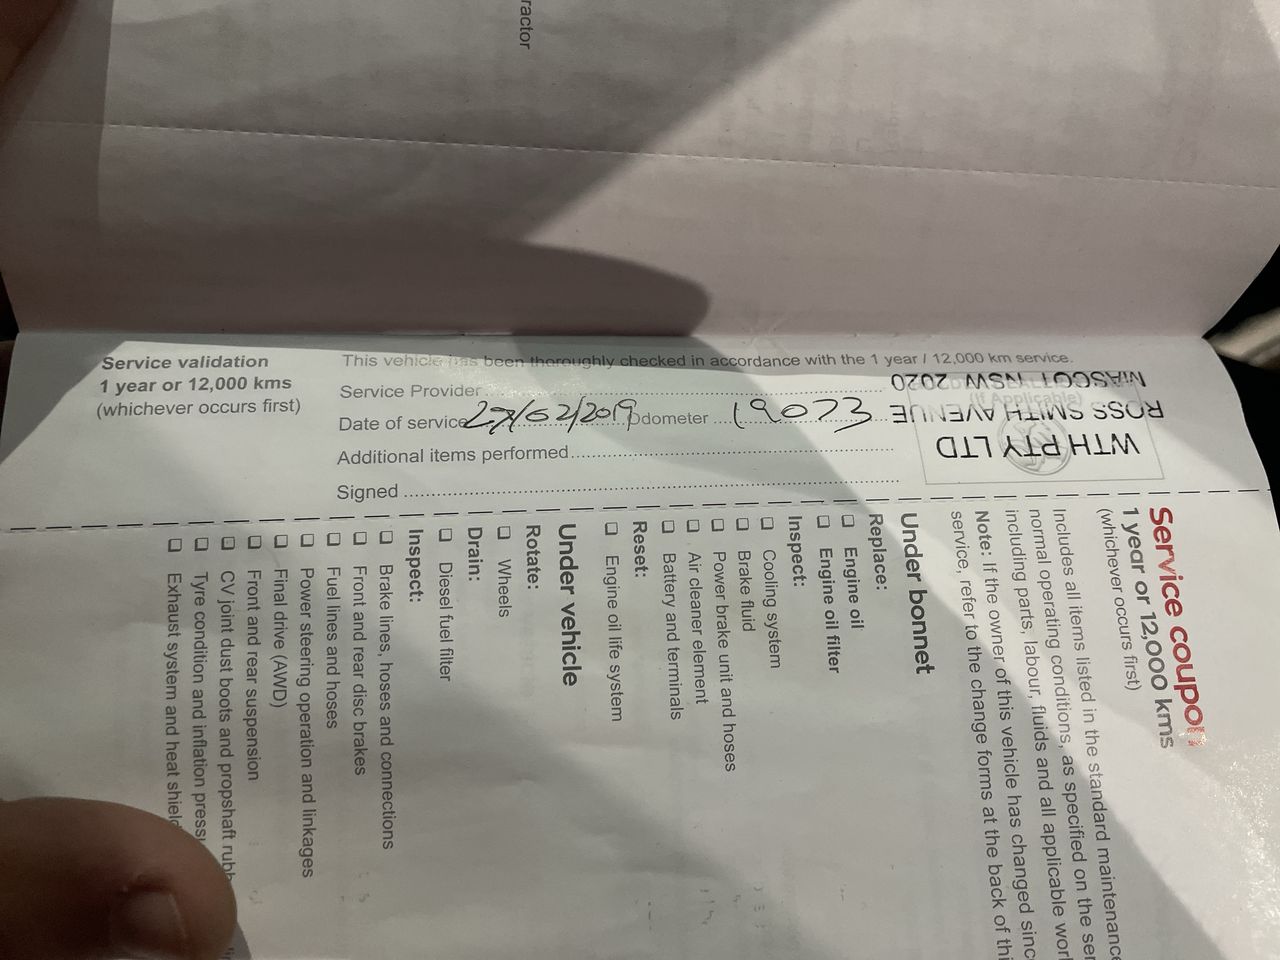 ractor
Service validation
1 year or 12,000 kms
(whichever occurs first)
This vehicle has been thoroughly checked in accordance with the 1 year / 12,000 km service.
Service Provider
Date of service 27/02/2019 Odometer 19073
Additional items performed
Signed
(If Applicable)
WTH PTY LTD
ROSS SMITH AVENUE
MASCOT NSW 2020
Service coupon
1 year or 12,000 kms
(whichever occurs first)
Includes all items listed in the standard maintenance
normal operating conditions, as specified on the ser
including parts, labour, fluids and all applicable wor
Note: If the owner of this vehicle has changed sinc
service, refer to the change forms at the back of thi
Under bonnet
Replace:
Engine oil
Engine oil filter
Inspect:
Cooling system
Brake fluid
Power brake unit and hoses
Air cleaner element
Battery and terminals
Reset:
Engine oil life system
Under vehicle
Rotate:
Wheels
Drain:
Diesel fuel filter
Inspect:
Brake lines, hoses and connections
Front and rear disc brakes
Fuel lines and hoses
Power steering operation and linkages
Final drive (AWD)
Front and rear suspension
CV joint dust boots and propshaft rubb
Tyre condition and inflation pressu
Exhaust system and heat shield